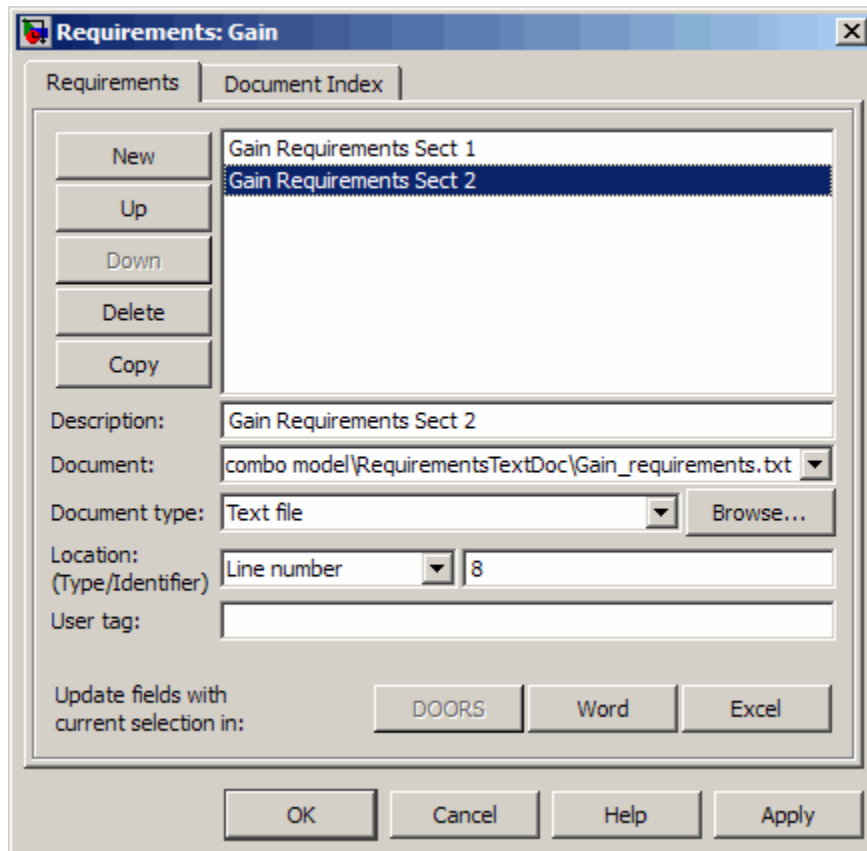 Requirements: Gain
Requirements Document Index
New
Up
Down
Delete
Copy
Gain Requirements Sect 1
Gain Requirements Sect 2
Description: Gain Requirements Sect 2
Document: combo model\RequirementsTextDoc\Gain_requirements.txt
Document type: Text file Browse...
Location:
(Type/Identifier) Line number 8
User tag:
Update fields with
current selection in: DOORS Word Excel
OK Cancel Help Apply